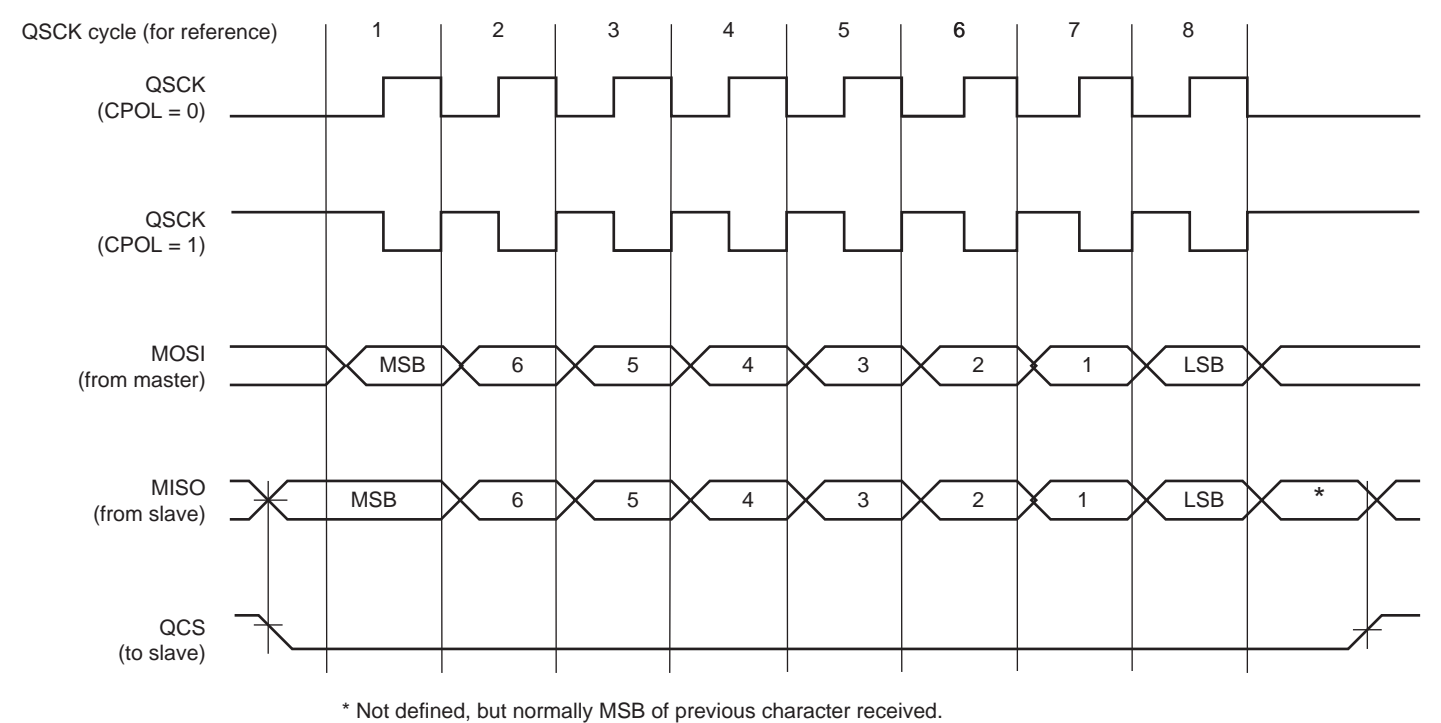 QSCK cycle (for reference) 1 2 3 4 5 6 7 8
QSCK
(CPOL = 0)
QSCK
(CPOL = 1)
MOSI
(from master)
MSB 6 5 4 3 2 1 LSB
MISO
(from slave)
MSB 6 5 4 3 2 1 LSB *
QCS
(to slave)
* Not defined, but normally MSB of previous character received.